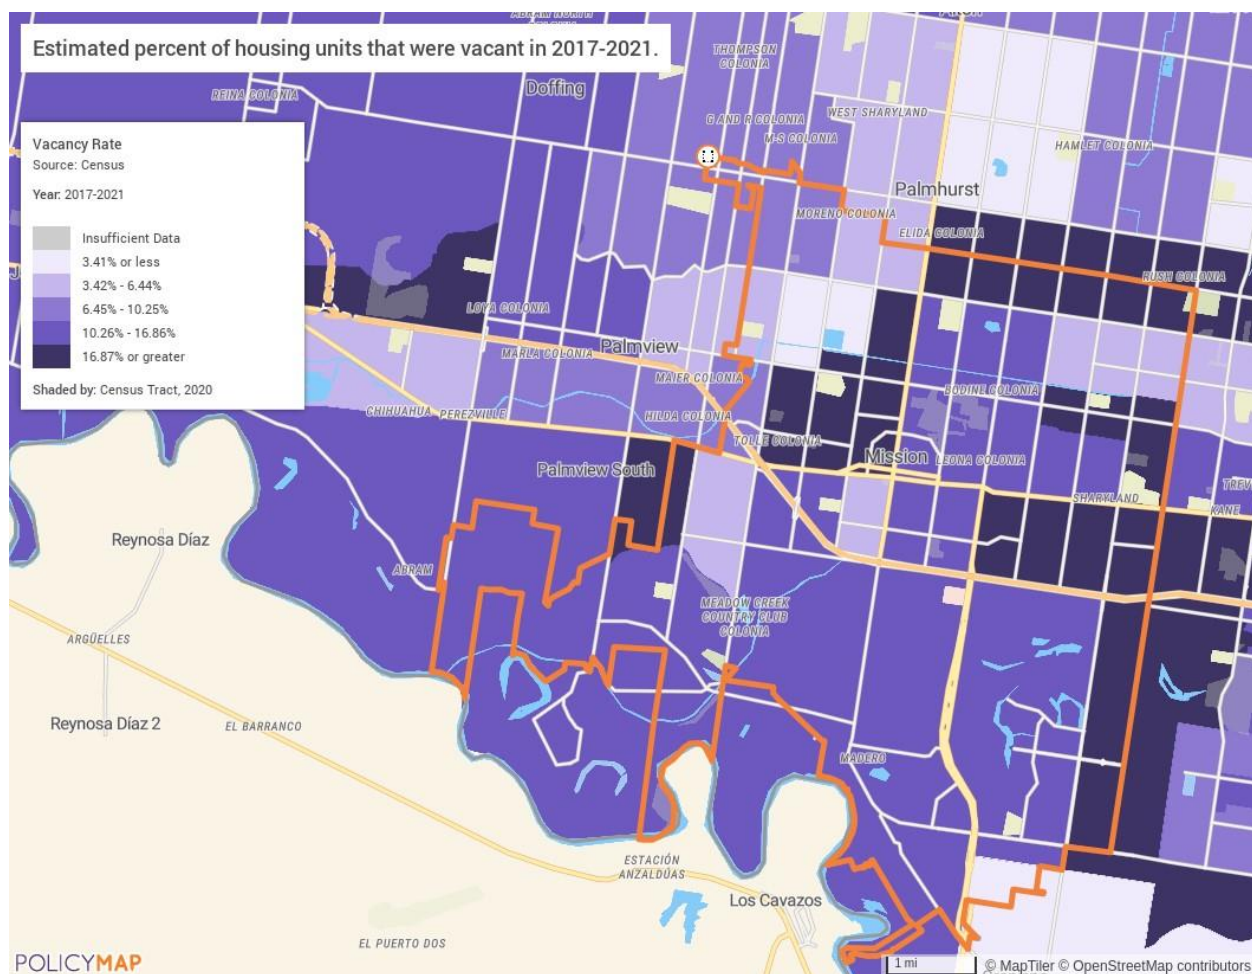 ABRAM NORTH
COLONIA
Estimated percent of housing units that were vacant in 2017-2021.
THOMPSON
COLONIA
Doffing
REINA COLONIA
G AND R COLONIA
WEST SHARYLAND
M-S COLONIA
HAMLET COLONIA
Vacancy Rate
Source: Census
Year: 2017-2021
Insufficient Data
3.41% or less
3.42% - 6.44%
6.45% - 10.25%
10.26% - 16.86%
16.87% or greater
Shaded by: Census Tract, 2020
Palmhurst
MORENO COLONIA
ELIDA COLONIA
RUSH COLONIA
LOYA COLONIA
Palmview
MARLA COLONIA
MAIER COLONIA
BODINE COLONIA
CHIHUAHUA
PEREZVILLE
HILDA COLONIA
TOLLE COLONIA
Mission
LEONA COLONIA
Palmview South
SHARYLAND
KANE
Reynosa Díaz
ABRAM
MEADOW CREEK
COUNTRY CLUB
COLONIA
ARGÜELLES
Reynosa Díaz 2
EL BARRANCO
MADERO
ESTACIÓN
ANZALDÚAS
Los Cavazos
EL PUERTO DOS
POLICYMAP
1 mi
© MapTiler © OpenStreetMap contributors